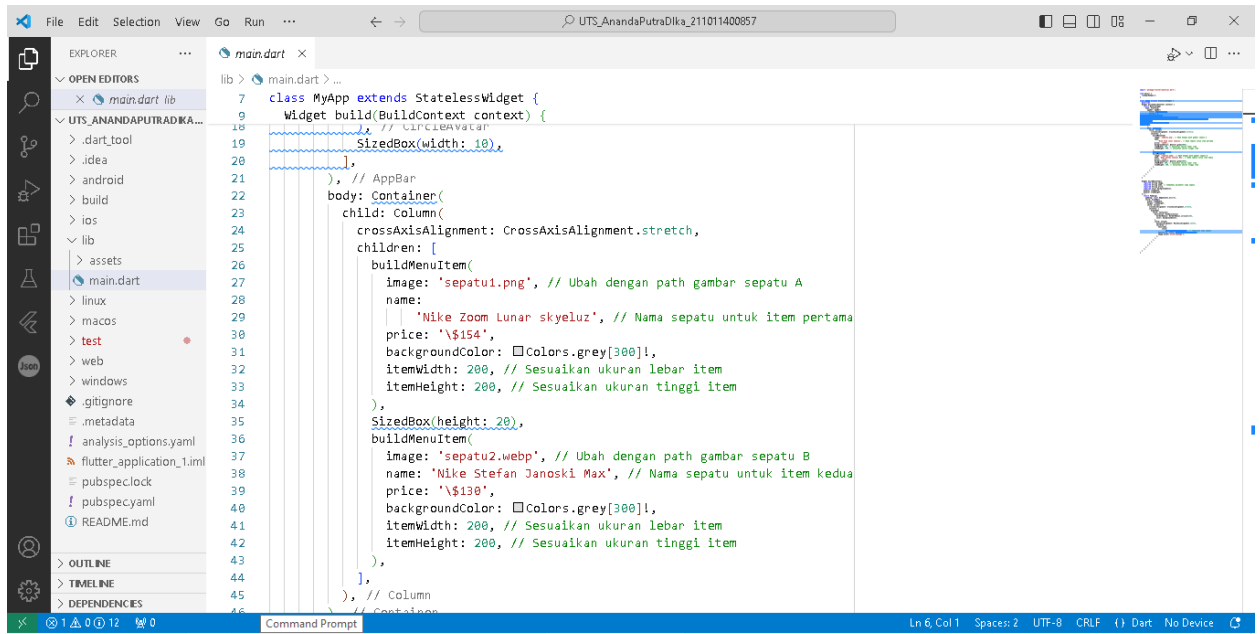 File Edit Selection View Go Run ... UTS_AnandaPutraDIka_211011400857
EXPLORER ...
OPEN EDITORS
main.dart lib
UTS_ANANDAPUTRADIKA...
.dart_tool
.idea
android
build
ios
lib
assets
main.dart
linux
macos
test
web
windows
.gitignore
.metadata
analysis_options.yaml
flutter_application_1.iml
pubspec.lock
pubspec.yaml
README.md
OUTLINE
TIMELINE
DEPENDENCIES
Json
main.dart
lib > main.dart > ...
7 class MyApp extends StatelessWidget {
9 Widget build(BuildContext context) {
18 ), // CircleAvatar
19 SizedBox(width: 10),
20 ],
21 ), // AppBar
22 body: Container(
23 child: Column(
24 crossAxisAlignment: CrossAxisAlignment.stretch,
25 children: [
26 buildMenuItem(
27 image: 'sepatu1.png', // Ubah dengan path gambar sepatu A
28 name:
29 'Nike Zoom Lunar skyeluz', // Nama sepatu untuk item pertama
30 price: '\$154',
31 backgroundColor: Colors.grey[300]!,
32 itemWidth: 200, // Sesuaikan ukuran lebar item
33 itemHeight: 200, // Sesuaikan ukuran tinggi item
34 ),
35 SizedBox(height: 20),
36 buildMenuItem(
37 image: 'sepatu2.webp', // Ubah dengan path gambar sepatu B
38 name: 'Nike Stefan Janoski Max', // Nama sepatu untuk item kedua
39 price: '\$130',
40 backgroundColor: Colors.grey[300]!,
41 itemWidth: 200, // Sesuaikan ukuran lebar item
42 itemHeight: 200, // Sesuaikan ukuran tinggi item
43 ),
44 ],
45 ), // Column
46 ), // Container
Command Prompt
1 0 12 0 Ln 6, Col 1 Spaces: 2 UTF-8 CRLF {} Dart No Device